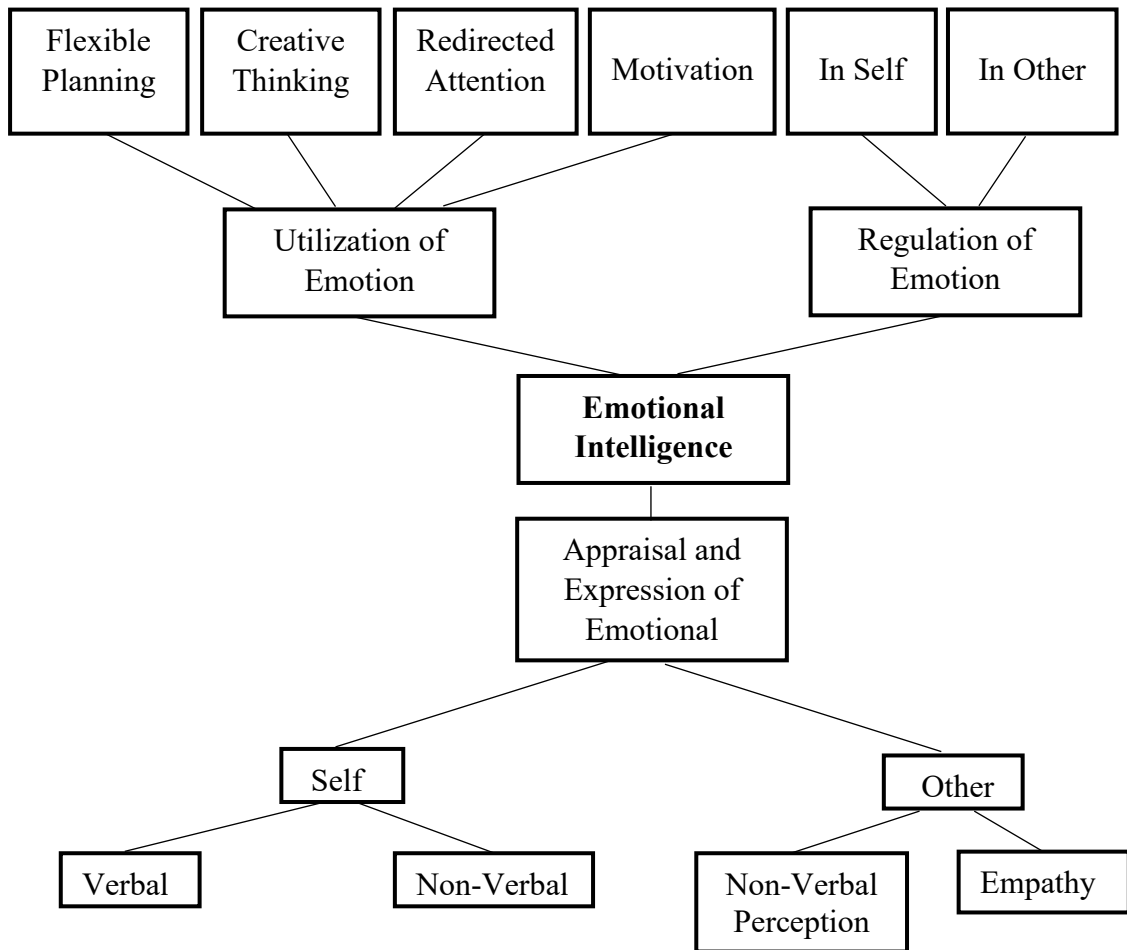 Flexible
Planning
Creative
Thinking
Redirected
Attention
Motivation
In Self
In Other
Utilization of
Emotion
Regulation of
Emotion
Emotional
Intelligence
Appraisal and
Expression of
Emotional
Self
Other
Verbal
Non-Verbal
Non-Verbal
Perception
Empathy